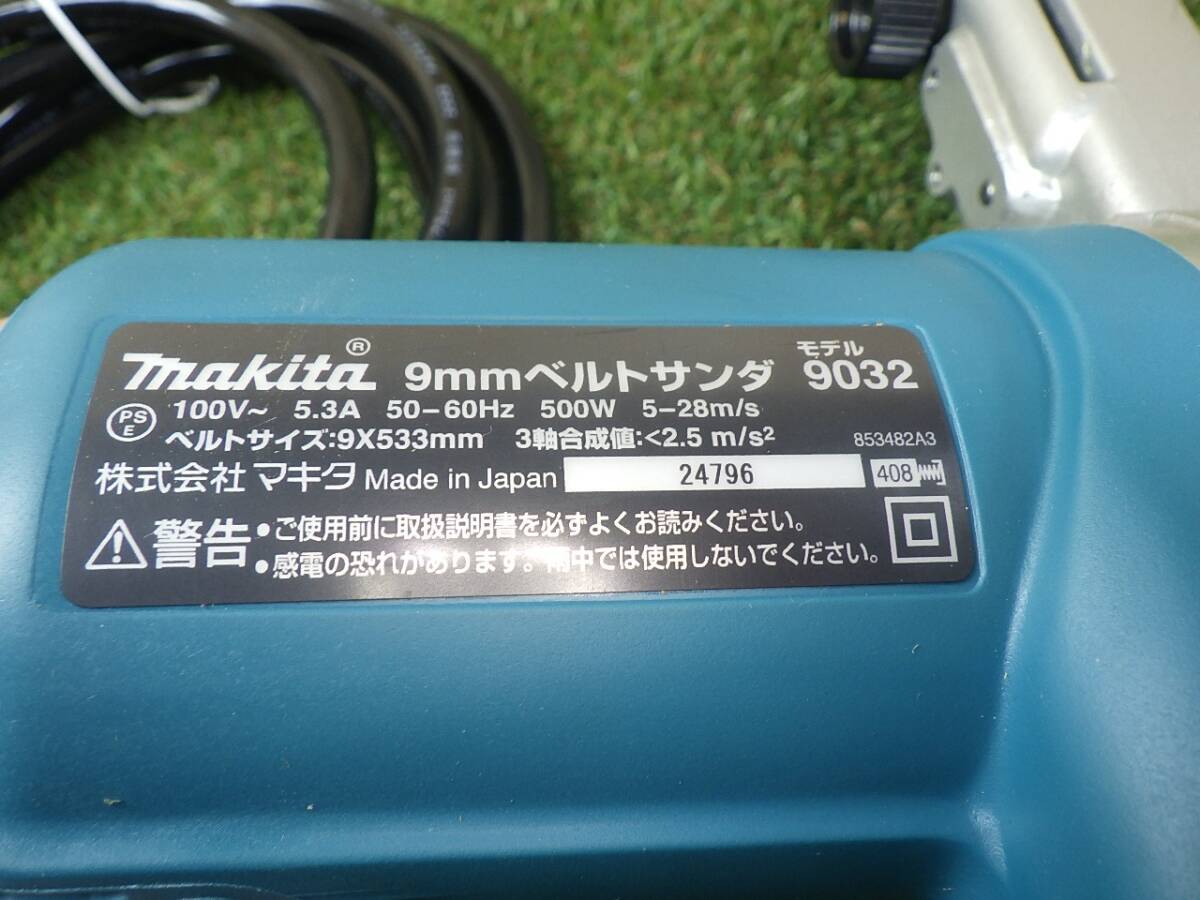 makita® 9mmベルトサンダ モデル 9032
PS E 100V~ 5.3A 50-60Hz 500W 5-28m/s
ベルトサイズ:9X533mm 3軸合成値:<2.5 m/s² 853482A3
株式会社 マキタ Made in Japan 24796 408
警告 •ご使用前に取扱説明書を必ずよくお読みください。
•感電の恐れがあります。雨中では使用しないでください。